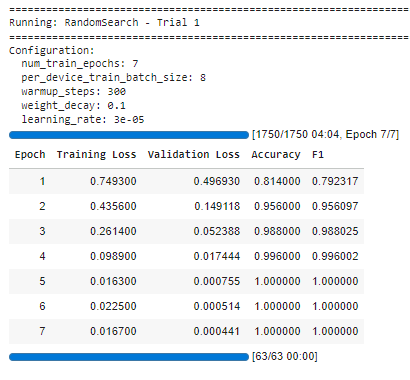 ================================================================
Running: RandomSearch - Trial 1
================================================================
Configuration:
num_train_epochs: 7
per_device_train_batch_size: 8
warmup_steps: 300
weight_decay: 0.1
learning_rate: 3e-05
[1750/1750 04:04, Epoch 7/7]
Epoch Training Loss Validation Loss Accuracy F1
1 0.749300 0.496930 0.814000 0.792317
2 0.435600 0.149118 0.956000 0.956097
3 0.261400 0.052388 0.988000 0.988025
4 0.098900 0.017444 0.996000 0.996002
5 0.016300 0.000755 1.000000 1.000000
6 0.022500 0.000514 1.000000 1.000000
7 0.016700 0.000441 1.000000 1.000000
[63/63 00:00]